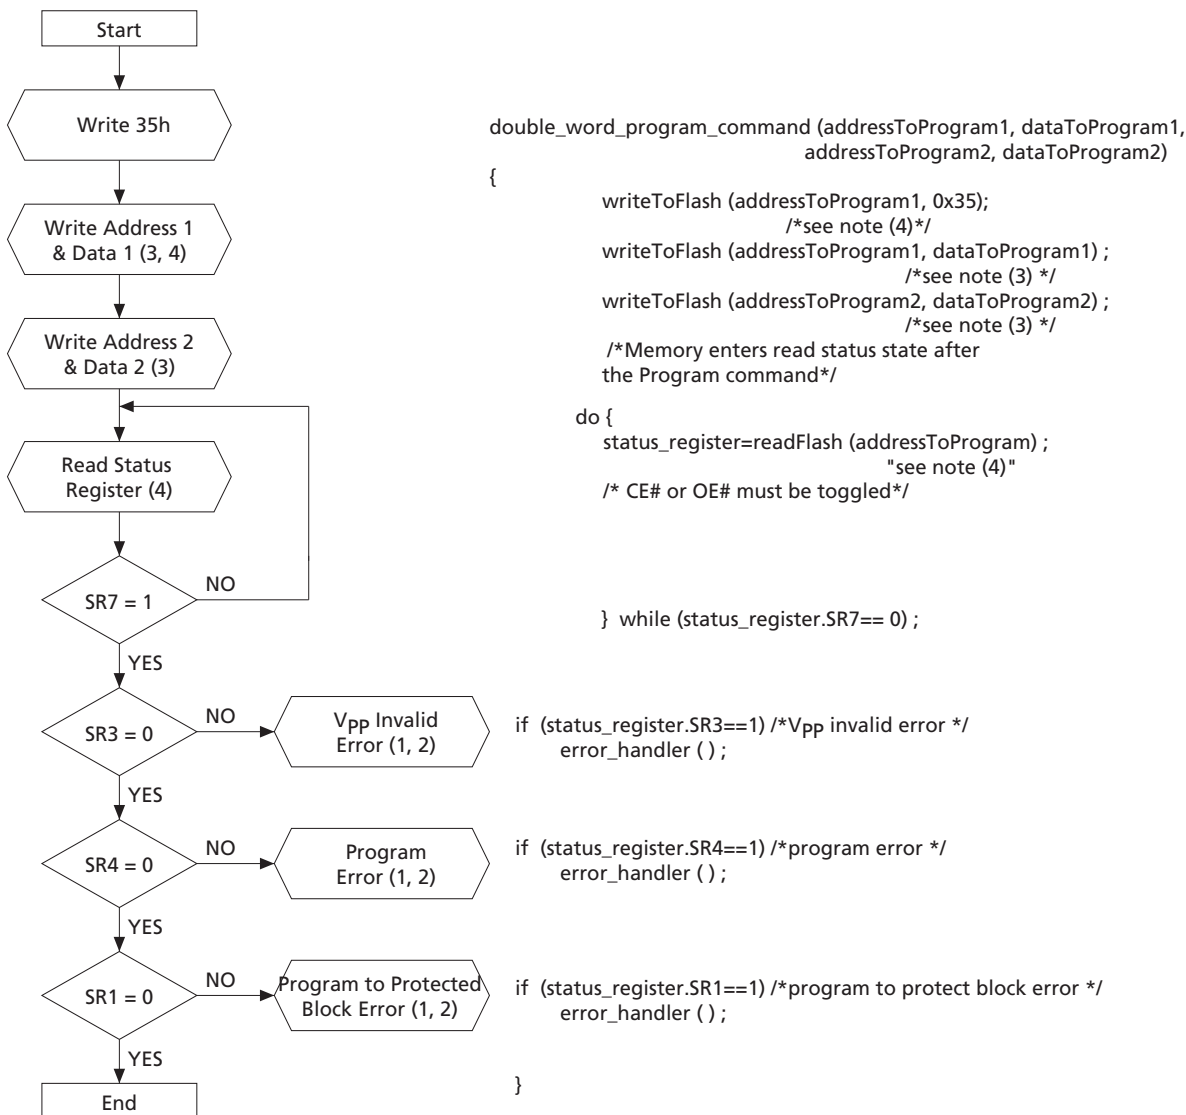 Start
Write 35h
Write Address 1
& Data 1 (3, 4)
Write Address 2
& Data 2 (3)
Read Status
Register (4)
SR7 = 1
NO
YES
SR3 = 0
NO
VPP Invalid
Error (1, 2)
YES
SR4 = 0
NO
Program
Error (1, 2)
YES
SR1 = 0
NO
Program to Protected
Block Error (1, 2)
YES
End
double_word_program_command (addressToProgram1, dataToProgram1,
addressToProgram2, dataToProgram2)
{
writeToFlash (addressToProgram1, 0x35);
/*see note (4)*/
writeToFlash (addressToProgram1, dataToProgram1) ;
/*see note (3) */
writeToFlash (addressToProgram2, dataToProgram2) ;
/*see note (3) */
/*Memory enters read status state after
the Program command*/
do {
status_register=readFlash (addressToProgram) ;
"see note (4)"
/* CE# or OE# must be toggled*/
} while (status_register.SR7== 0) ;
if (status_register.SR3==1) /*VPP invalid error */
error_handler ( ) ;
if (status_register.SR4==1) /*program error */
error_handler ( ) ;
if (status_register.SR1==1) /*program to protect block error */
error_handler ( ) ;
}